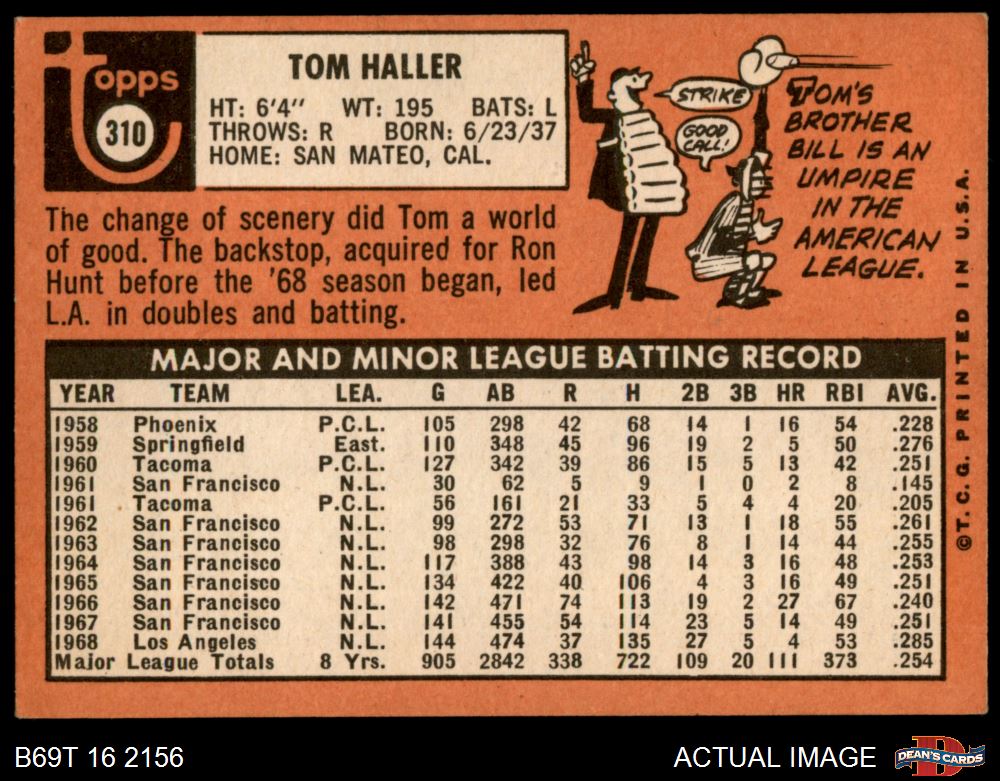 Topps
310
TOM HALLER
HT: 6'4" WT: 195 BATS: L
THROWS: R BORN: 6/23/37
HOME: SAN MATEO, CAL.
The change of scenery did Tom a world
of good. The backstop, acquired for Ron
Hunt before the '68 season began, led
L.A. in doubles and batting.
STRIKE
GOOD
CALL!
TOM'S
BROTHER
BILL IS AN
UMPIRE
IN THE
AMERICAN
LEAGUE.
MAJOR AND MINOR LEAGUE BATTING RECORD
YEAR TEAM LEA. G AB R H 2B 3B HR RBI AVG.
1958 Phoenix P.C.L. 105 298 42 68 14 1 16 54 .228
1959 Springfield East. 110 348 45 96 19 2 5 50 .276
1960 Tacoma P.C.L. 127 342 39 86 15 5 13 42 .251
1961 San Francisco N.L. 30 62 5 9 1 0 2 8 .145
1961 Tacoma P.C.L. 56 161 21 33 5 4 4 20 .205
1962 San Francisco N.L. 99 272 53 71 13 1 18 55 .261
1963 San Francisco N.L. 98 298 32 76 8 1 14 44 .255
1964 San Francisco N.L. 117 388 43 98 14 3 16 48 .253
1965 San Francisco N.L. 134 422 40 106 4 3 16 49 .251
1966 San Francisco N.L. 142 471 74 113 19 2 27 67 .240
1967 San Francisco N.L. 141 455 54 114 23 5 14 49 .251
1968 Los Angeles N.L. 144 474 37 135 27 5 4 53 .285
Major League Totals 8 Yrs. 905 2842 338 722 109 20 111 373 .254
©T.C.G. PRINTED IN U.S.A.
B69T 16 2156
ACTUAL IMAGE
DEAN'S CARDS